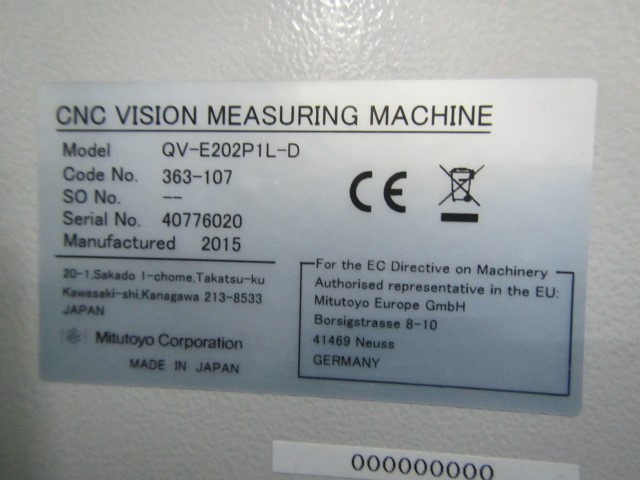 CNC VISION MEASURING MACHINE
Model QV-E202P1L-D
Code No. 363-107
SO No. --
Serial No. 40776020
Manufactured 2015
20-1,Sakado 1-chome,Takatsu-ku
Kawasaki-shi,Kanagawa 213-8533
JAPAN
Mitutoyo Corporation
MADE IN JAPAN
CE
For the EC Directive on Machinery
Authorised representative in the EU:
Mitutoyo Europe GmbH
Borsigstrasse 8-10
41469 Neuss
GERMANY
000000000